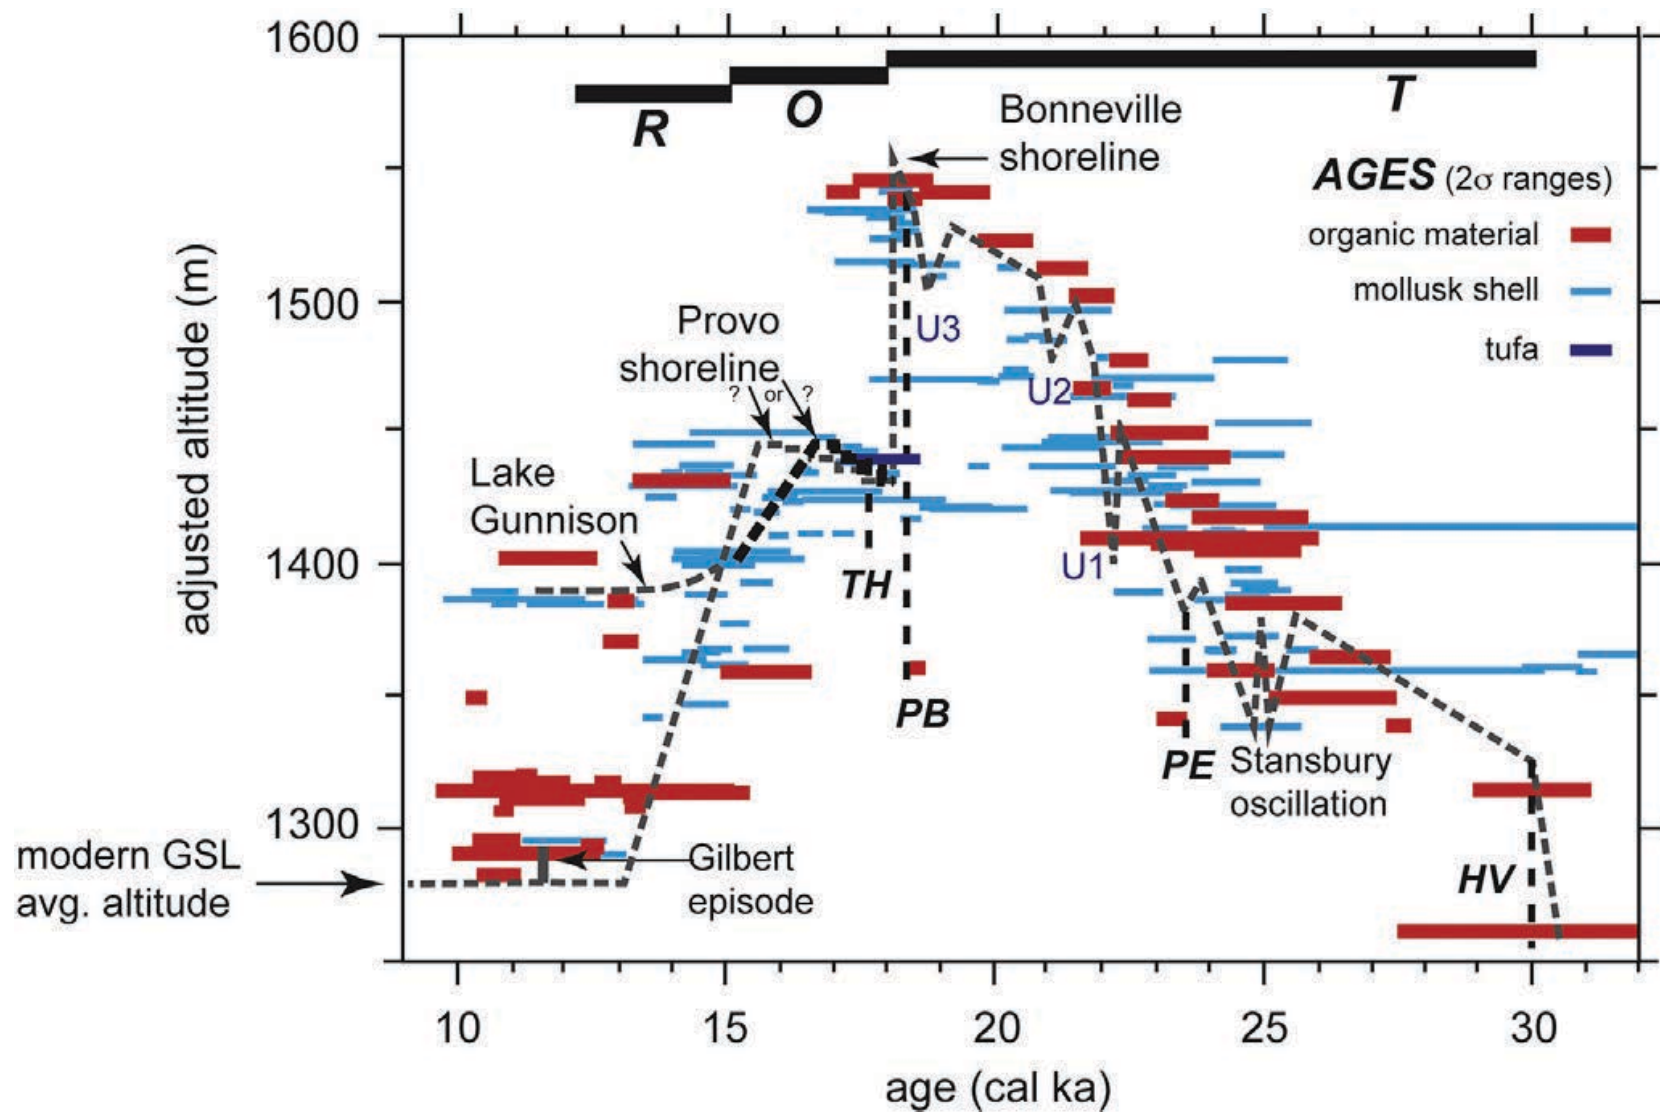 1600
1500
1400
1300
adjusted altitude (m)
R
O
T
Bonneville
shoreline
AGES (2σ ranges)
organic material
mollusk shell
tufa
Provo
shoreline
? or ?
U3
U2
U1
Lake
Gunnison
TH
PB
PE
Stansbury
oscillation
HV
modern GSL
avg. altitude
Gilbert
episode
10
15
20
25
30
age (cal ka)